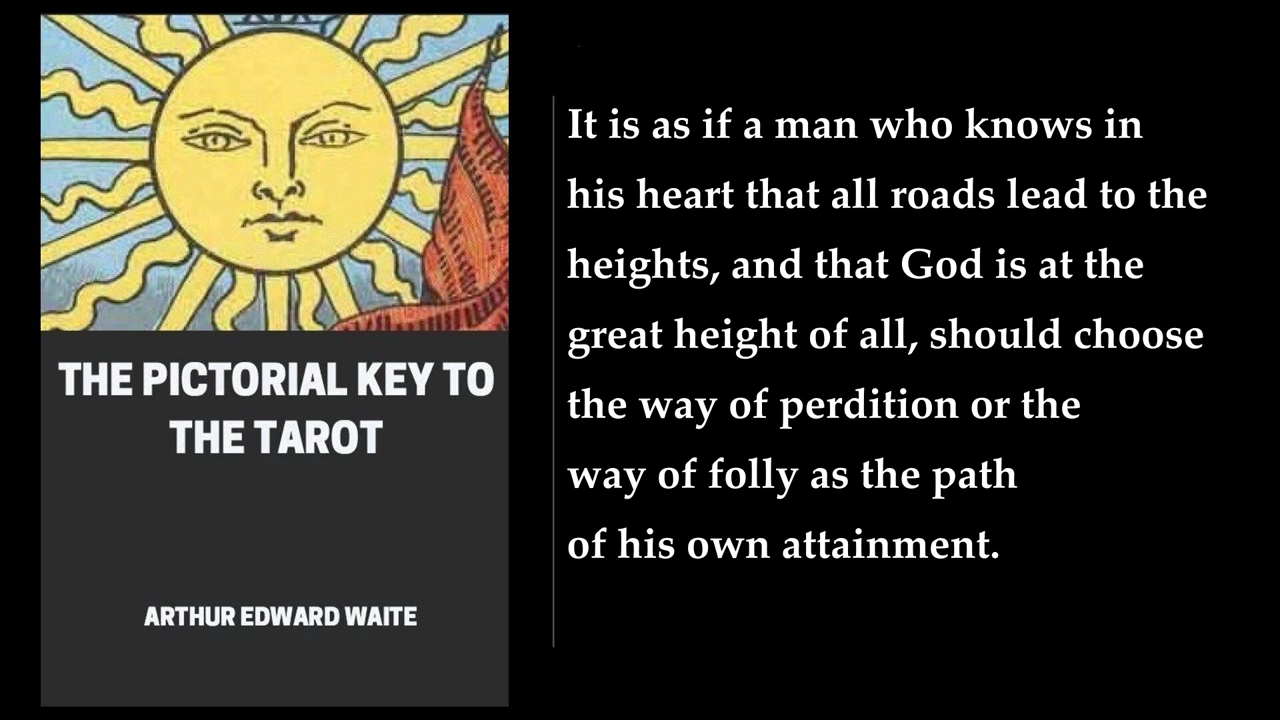 XIX
THE PICTORIAL KEY TO
THE TAROT
ARTHUR EDWARD WAITE
It is as if a man who knows in
his heart that all roads lead to the
heights, and that God is at the
great height of all, should choose
the way of perdition or the
way of folly as the path
of his own attainment.